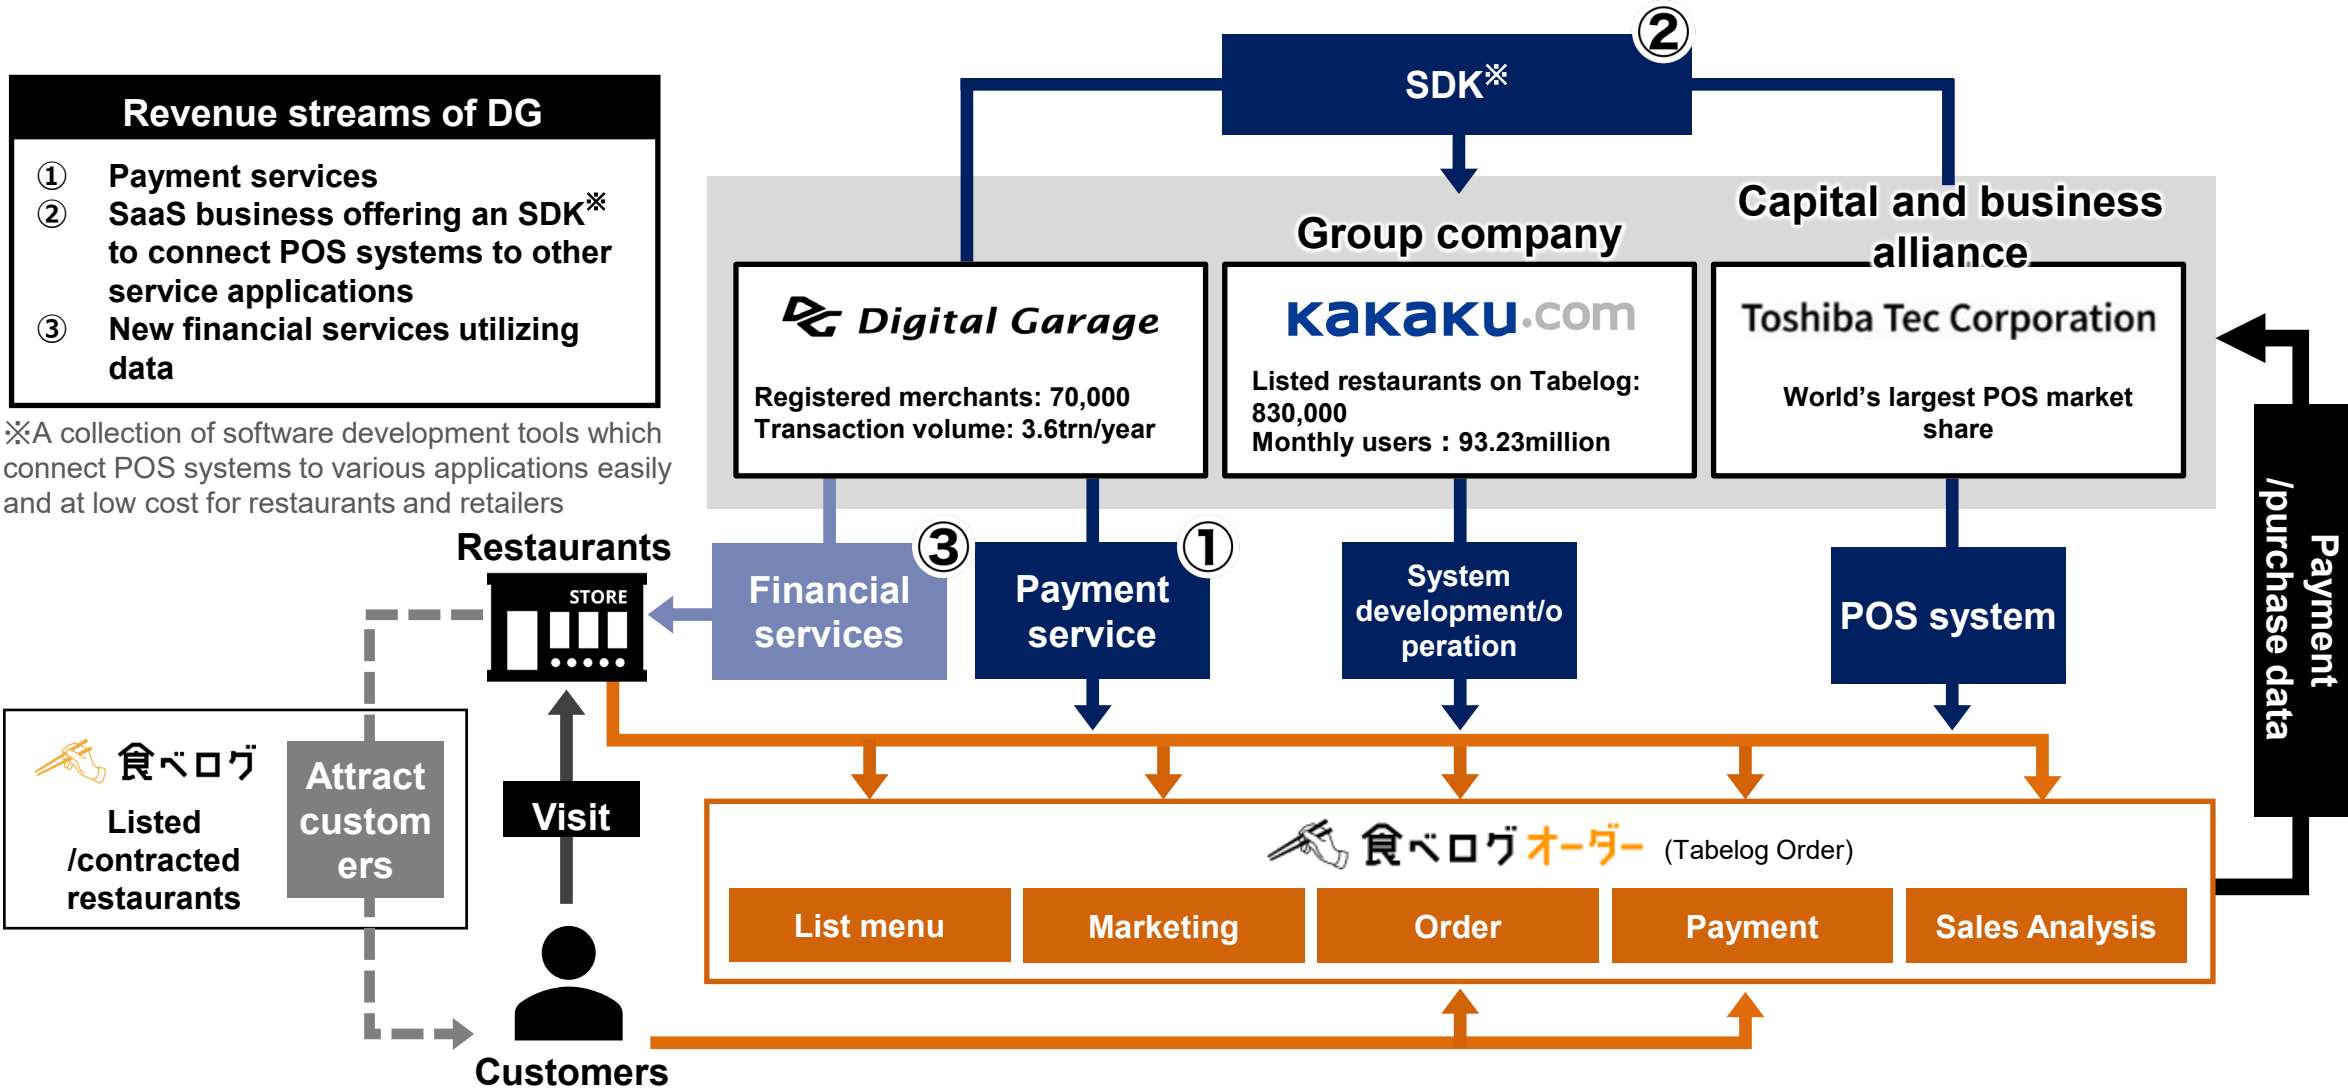 ②
SDK※
Revenue streams of DG
① Payment services
② SaaS business offering an SDK※
to connect POS systems to other
service applications
③ New financial services utilizing
data
※A collection of software development tools which
connect POS systems to various applications easily
and at low cost for restaurants and retailers
Group company
Capital and business
alliance
DG Digital Garage
Registered merchants: 70,000
Transaction volume: 3.6trn/year
kakaku.com
Listed restaurants on Tabelog:
830,000
Monthly users：93.23million
Toshiba Tec Corporation
World's largest POS market
share
Payment
/purchase data
Restaurants
STORE
③
Financial
services
①
Payment
service
System
development/o
peration
POS system
食べログ
Listed
/contracted
restaurants
Attract
custom
ers
Visit
Customers
食べログオーダー (Tabelog Order)
List menu
Marketing
Order
Payment
Sales Analysis